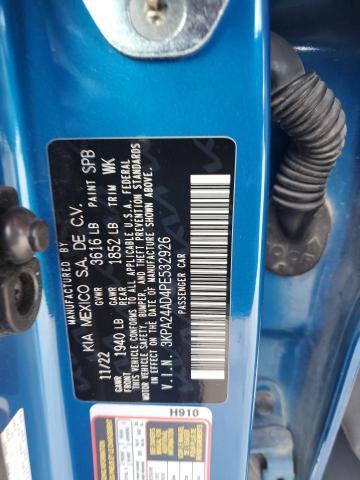 MFD. BY
KIA MEXICO S.A. DE C.V.
11/22 GVWR 3616 LB PAINT SPB
GAWR FRONT 1940 LB GAWR REAR 1852 LB TRIM WK
THIS VEHICLE CONFORMS TO ALL APPLICABLE U.S.A. FEDERAL
MOTOR VEHICLE SAFETY, BUMPER, AND THEFT PREVENTION
STANDARDS IN EFFECT ON THE DATE OF MANUFACTURE SHOWN ABOVE.
V.I.N. 3KPA24AD4PE532926
PASSENGER CAR
H910